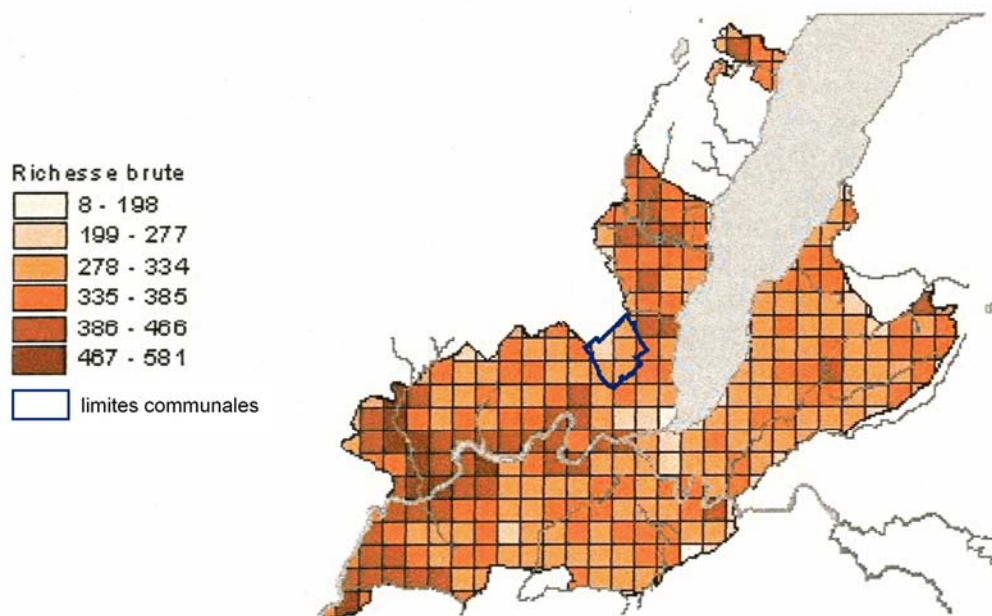 Richesse brute
8 - 198
199 - 277
278 - 334
335 - 385
386 - 466
467 - 581
limites communales